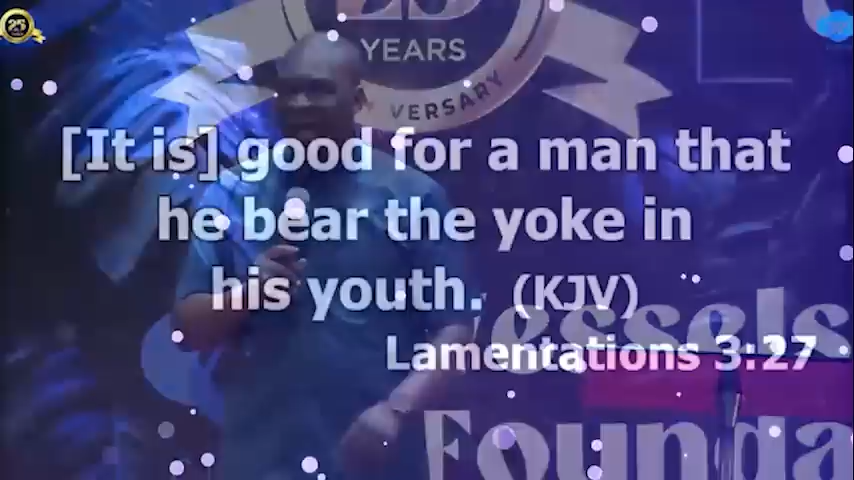 25
YEARS
VERSARY
[It is] good for a man that
he bear the yoke in
his youth. (KJV)
Lamentations 3:27
essels
Founda